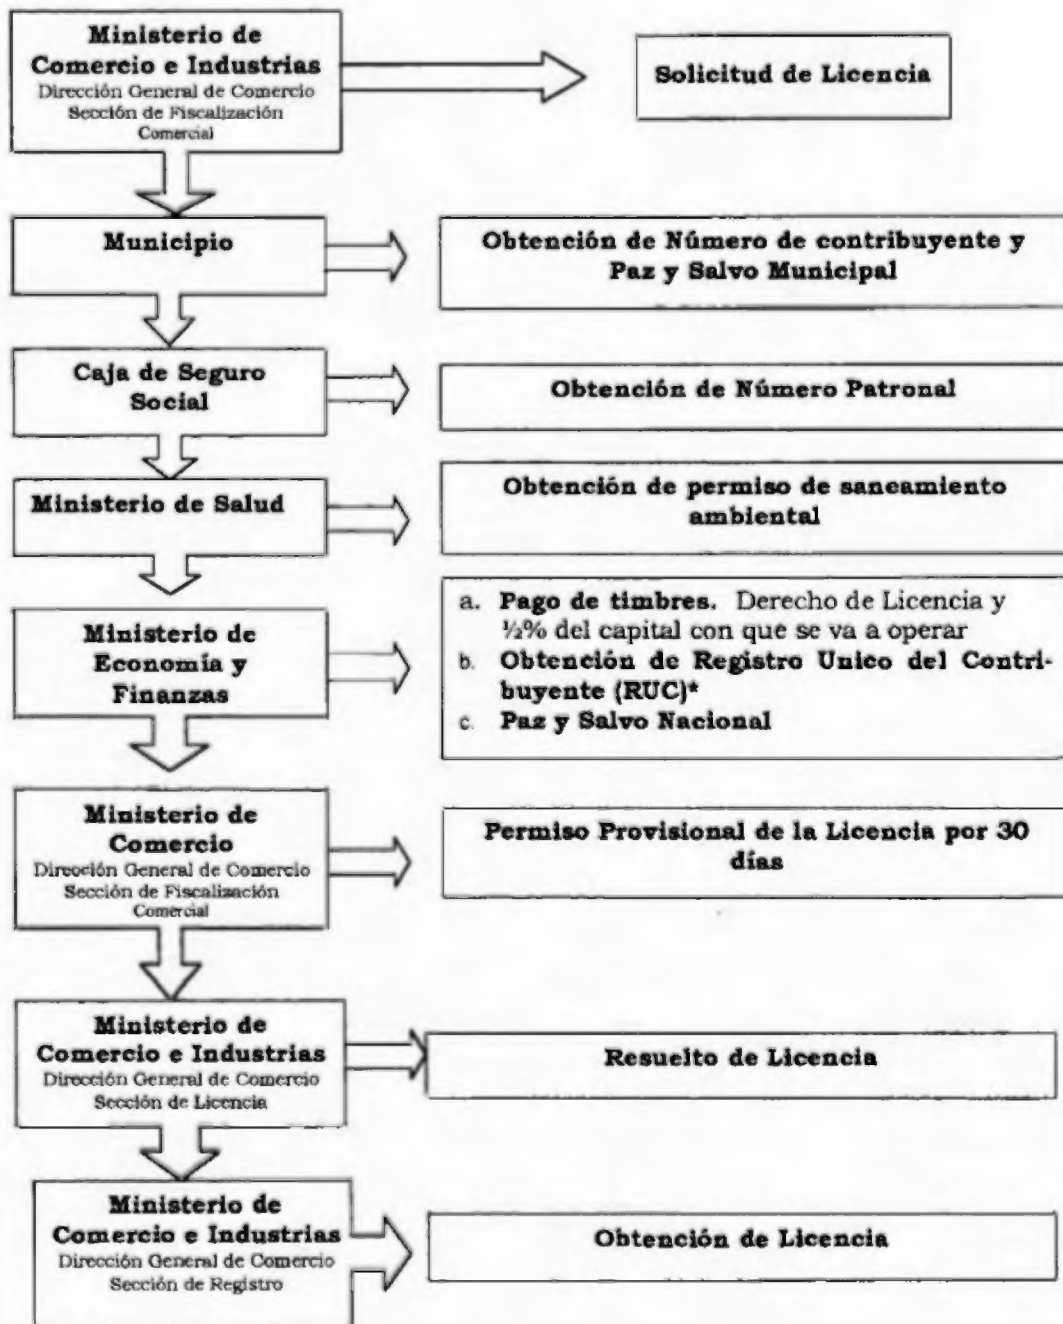 Ministerio de
Comercio e Industrias
Dirección General de Comercio
Sección de Fiscalización
Comercial
Solicitud de Licencia
Municipio
Obtención de Número de contribuyente y
Paz y Salvo Municipal
Caja de Seguro
Social
Obtención de Número Patronal
Ministerio de Salud
Obtención de permiso de saneamiento
ambiental
Ministerio de
Economía y
Finanzas
a. Pago de timbres. Derecho de Licencia y
½% del capital con que se va a operar
b. Obtención de Registro Unico del Contri-
buyente (RUC)*
c. Paz y Salvo Nacional
Ministerio de
Comercio
Dirección General de Comercio
Sección de Fiscalización
Comercial
Permiso Provisional de la Licencia por 30
días
Ministerio de
Comercio e Industrias
Dirección General de Comercio
Sección de Licencia
Resuelto de Licencia
Ministerio de
Comercio e Industrias
Dirección General de Comercio
Sección de Registro
Obtención de Licencia